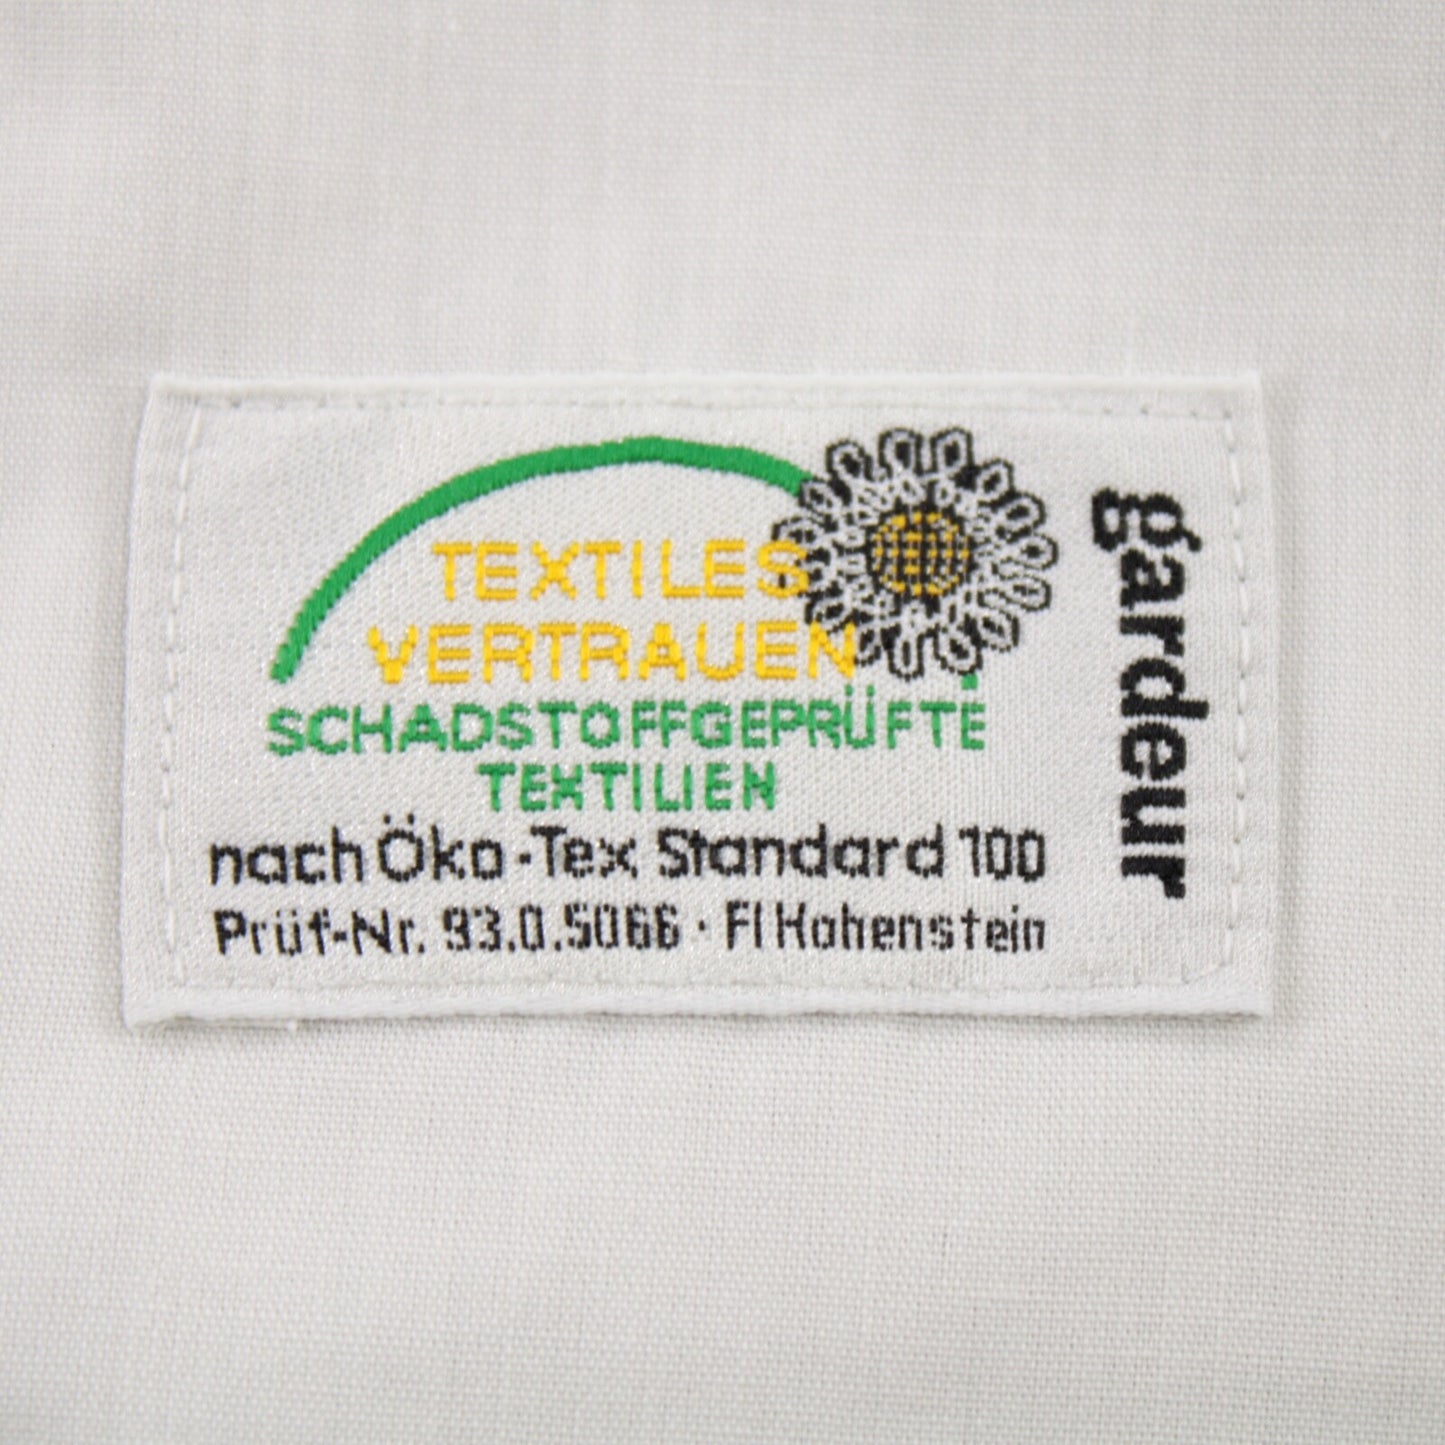 TEXTILES
VERTRAUEN
SCHADSTOFFGEPRÜFTE
TEXTILIEN
nach Öko-Tex Standard 100
Prüf-Nr. 93.0.5066 · FI Hohenstein
gardeur